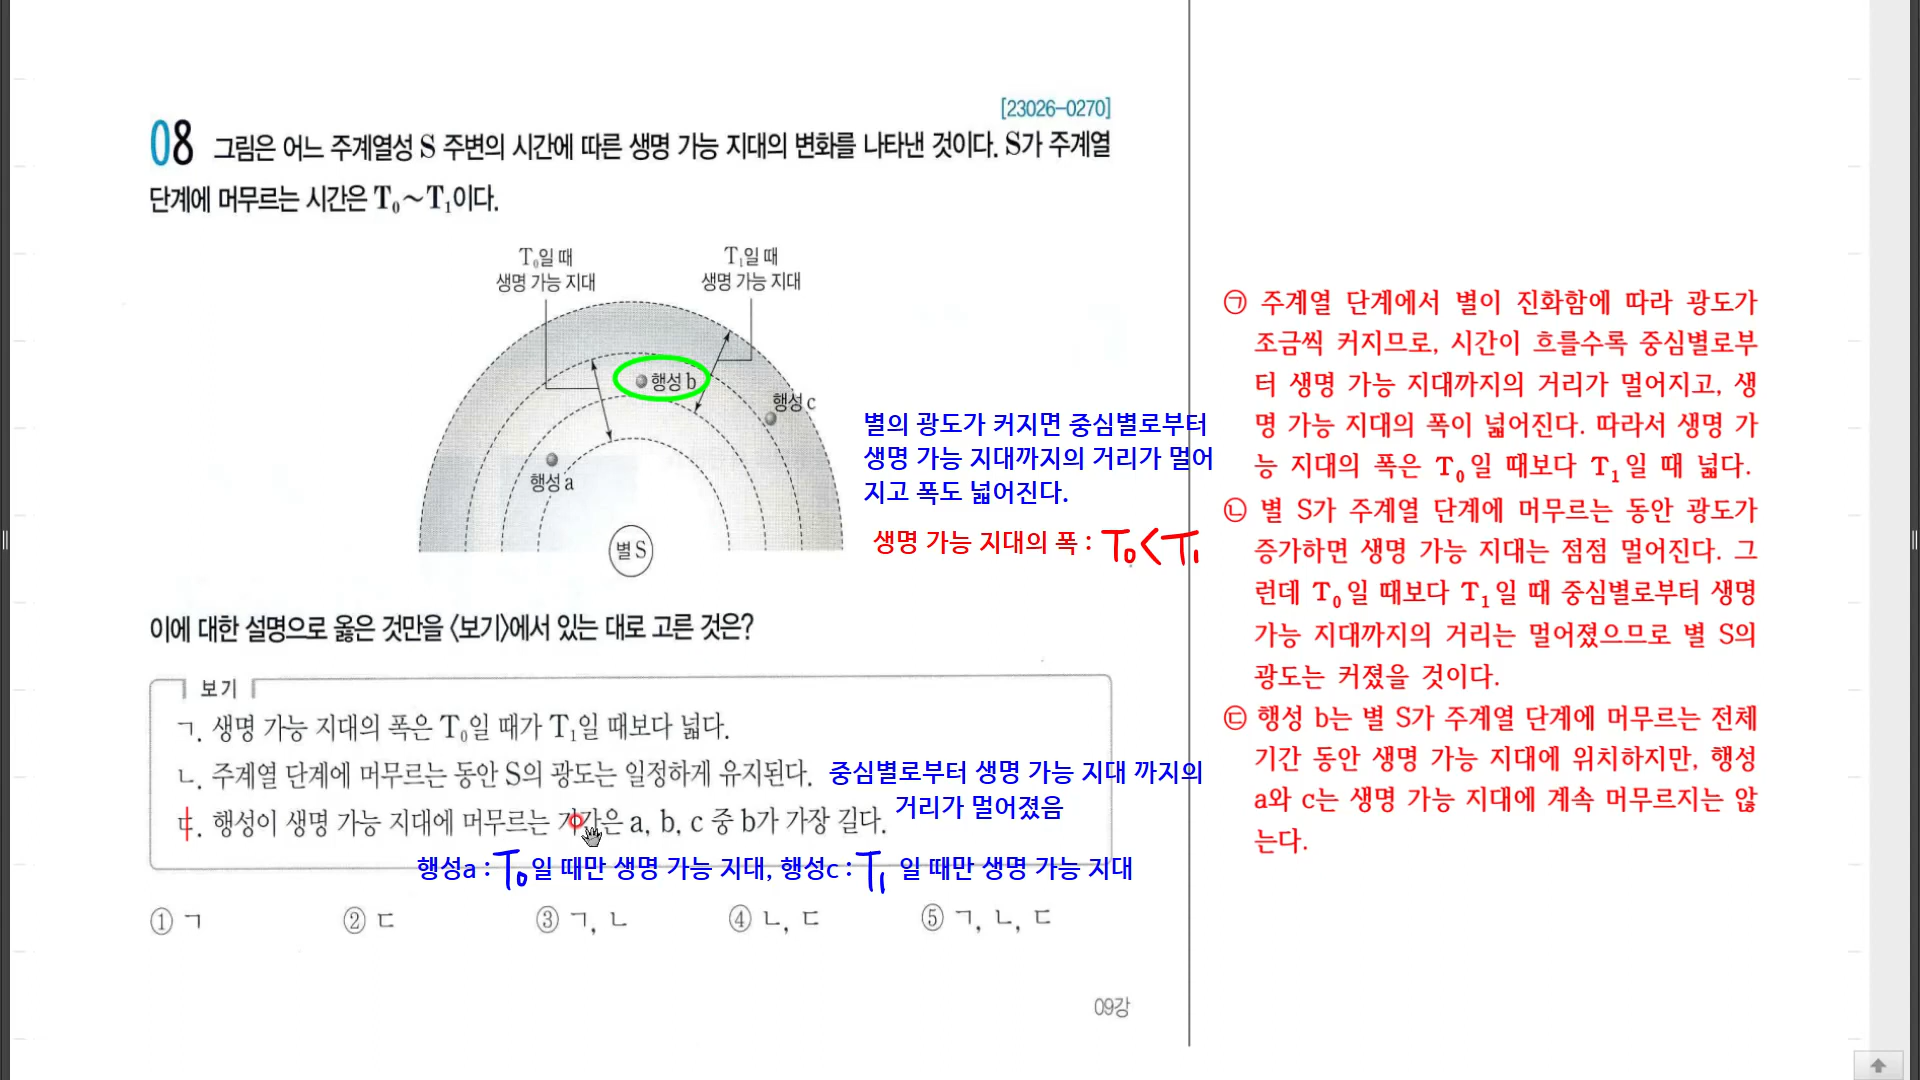 [23026-0270]
08 그림은 어느 주계열성 S 주변의 시간에 따른 생명 가능 지대의 변화를 나타낸 것이다. S가 주계열
단계에 머무르는 시간은 T₀~T₁이다.
T₀일 때
생명 가능 지대
T₁일 때
생명 가능 지대
행성 b
행성 c
행성 a
별 S
별의 광도가 커지면 중심별로부터
생명 가능 지대까지의 거리가 멀어
지고 폭도 넓어진다.
생명 가능 지대의 폭 : T₀<T₁
이에 대한 설명으로 옳은 것만을 <보기>에서 있는 대로 고른 것은?
보기
ㄱ. 생명 가능 지대의 폭은 T₀일 때가 T₁일 때보다 넓다.
ㄴ. 주계열 단계에 머무르는 동안 S의 광도는 일정하게 유지된다.
중심별로부터 생명 가능 지대 까지의
거리가 멀어졌음
ㄷ. 행성이 생명 가능 지대에 머무르는 기간은 a, b, c 중 b가 가장 길다.
행성a : T₀일 때만 생명 가능 지대, 행성c : T₁ 일 때만 생명 가능 지대
① ㄱ ② ㄷ ③ ㄱ, ㄴ ④ ㄴ, ㄷ ⑤ ㄱ, ㄴ, ㄷ
09강
㉠ 주계열 단계에서 별이 진화함에 따라 광도가
조금씩 커지므로, 시간이 흐를수록 중심별로부
터 생명 가능 지대까지의 거리가 멀어지고, 생
명 가능 지대의 폭이 넓어진다. 따라서 생명 가
능 지대의 폭은 T₀일 때보다 T₁일 때 넓다.
㉡ 별 S가 주계열 단계에 머무르는 동안 광도가
증가하면 생명 가능 지대는 점점 멀어진다. 그
런데 T₀일 때보다 T₁일 때 중심별로부터 생명
가능 지대까지의 거리는 멀어졌으므로 별 S의
광도는 커졌을 것이다.
㉢ 행성 b는 별 S가 주계열 단계에 머무르는 전체
기간 동안 생명 가능 지대에 위치하지만, 행성
a와 c는 생명 가능 지대에 계속 머무르지는 않
는다.